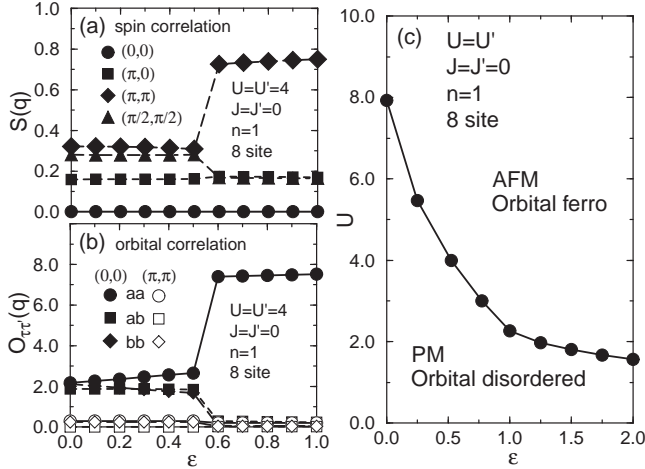 (a) spin correlation
(0,0)
(π,0)
(π,π)
(π/2,π/2)
U=U'=4
J=J'=0
n=1
8 site
S(q)
1.0
0.8
0.6
0.4
0.2
0.0
(b) orbital correlation
(0,0) (π,π)
aa
ab
bb
U=U'=4
J=J'=0
n=1
8 site
Oττ'(q)
8.0
6.0
4.0
2.0
0.0
0.0 0.2 0.4 0.6 0.8 1.0
ε
(c)
U=U'
J=J'=0
n=1
8 site
AFM
Orbital ferro
PM
Orbital disordered
U
10.0
8.0
6.0
4.0
2.0
0.0
0.0 0.5 1.0 1.5 2.0
ε